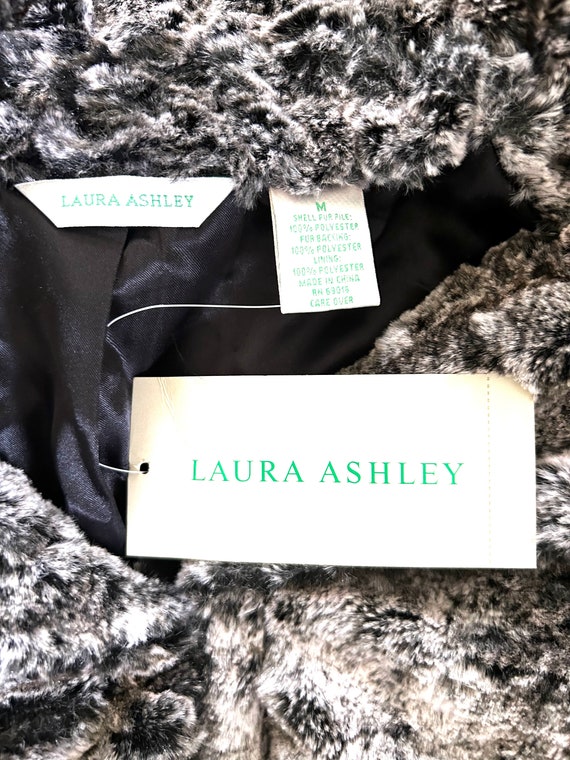 LAURA ASHLEY
M
SHELL FUR PILE:
100% POLYESTER
FUR BACKING:
100% POLYESTER
LINING:
100% POLYESTER
MADE IN CHINA
RN 63016
CARE OVER
LAURA ASHLEY